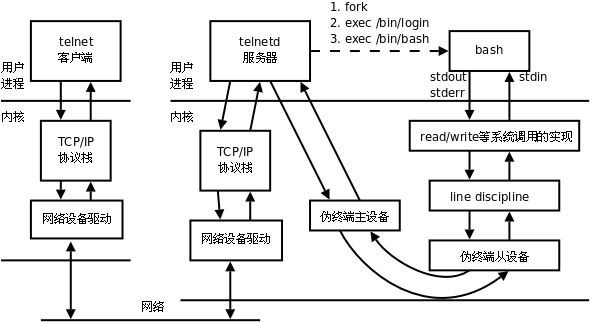 1. fork
2. exec /bin/login
3. exec /bin/bash
telnet
客户端
telnetd
服务器
bash
用户
进程
用户
进程
stdout
stderr
stdin
内核
内核
TCP/IP
协议栈
TCP/IP
协议栈
read/write等系统调用的实现
line discipline
网络设备驱动
网络设备驱动
伪终端主设备
伪终端从设备
网络